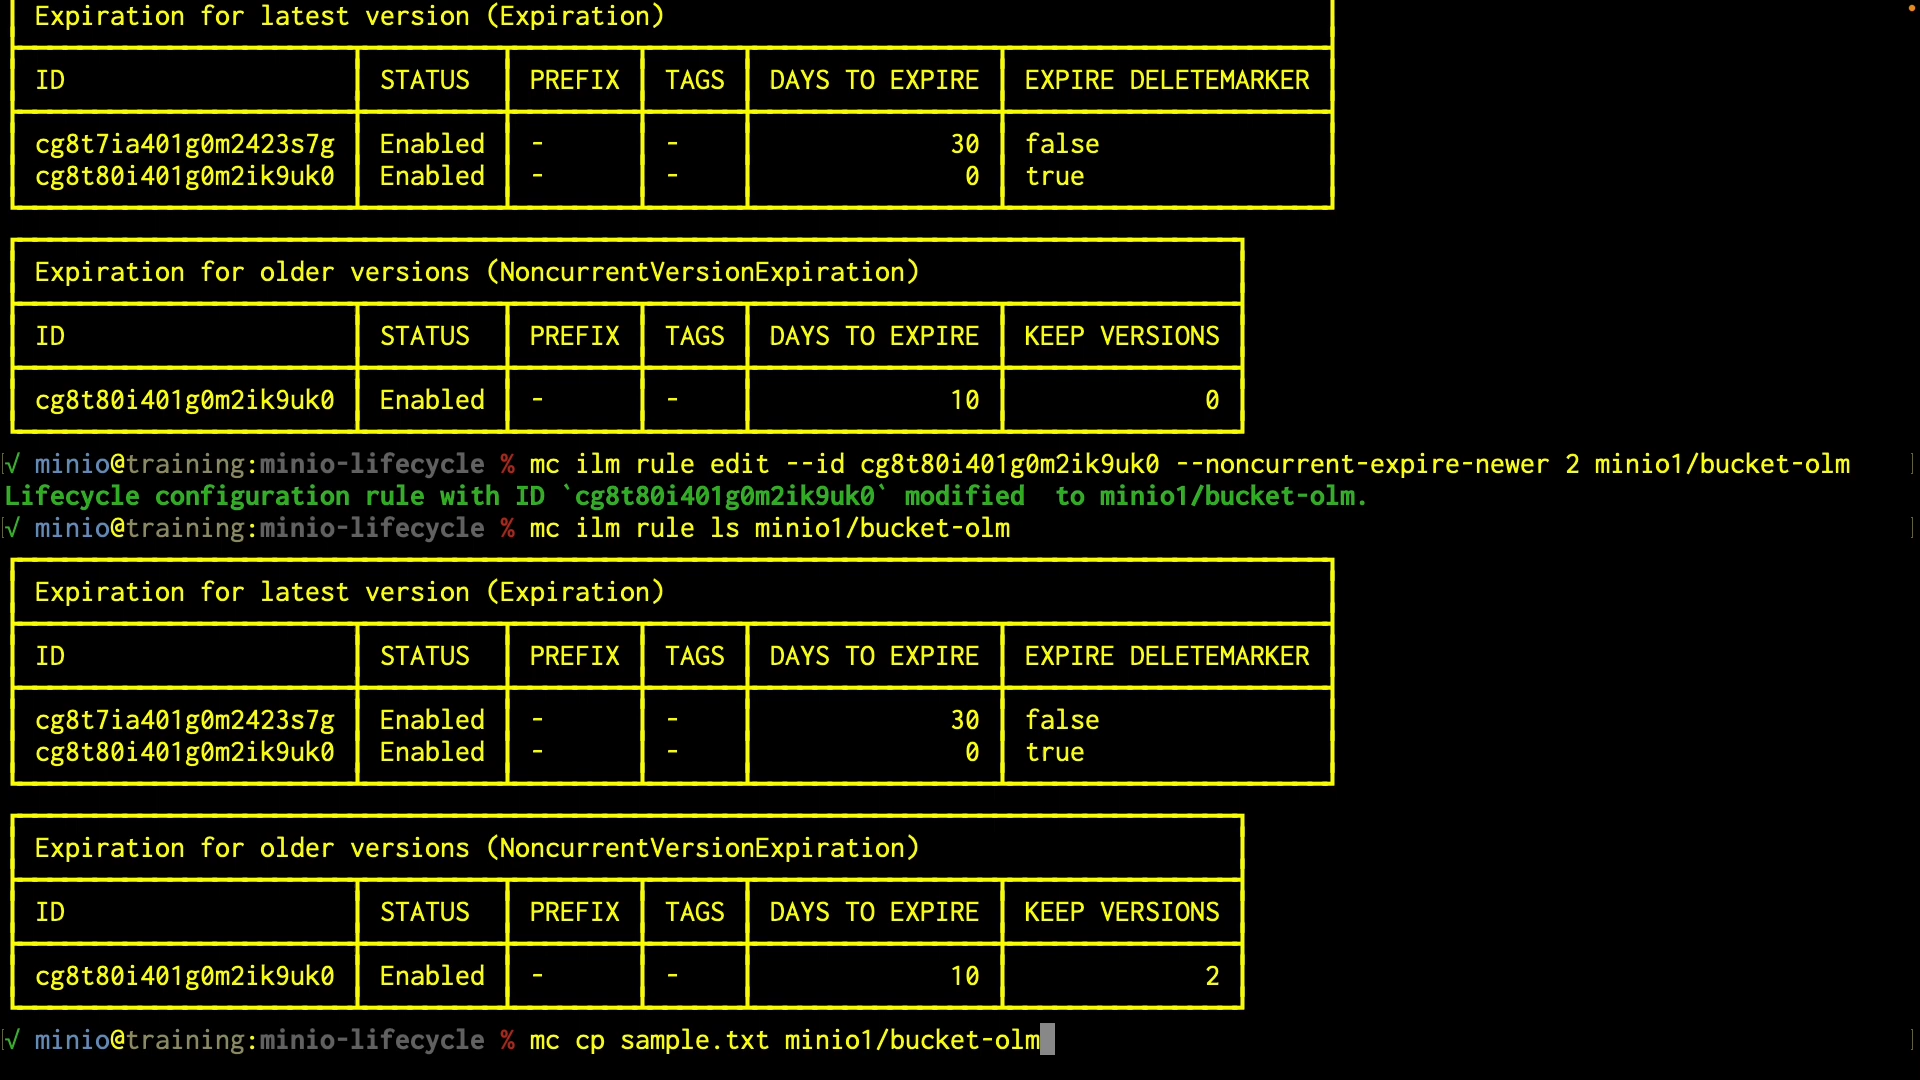 Expiration for latest version (Expiration)
ID STATUS PREFIX TAGS DAYS TO EXPIRE EXPIRE DELETEMARKER
cg8t7ia401g0m2423s7g Enabled - - 30 false
cg8t80i401g0m2ik9uk0 Enabled - - 0 true
Expiration for older versions (NoncurrentVersionExpiration)
ID STATUS PREFIX TAGS DAYS TO EXPIRE KEEP VERSIONS
cg8t80i401g0m2ik9uk0 Enabled - - 10 0
[√ minio@training:minio-lifecycle % mc ilm rule edit --id cg8t80i401g0m2ik9uk0 --noncurrent-expire-newer 2 minio1/bucket-olm ]
Lifecycle configuration rule with ID `cg8t80i401g0m2ik9uk0` modified  to minio1/bucket-olm.
[√ minio@training:minio-lifecycle % mc ilm rule ls minio1/bucket-olm ]
Expiration for latest version (Expiration)
ID STATUS PREFIX TAGS DAYS TO EXPIRE EXPIRE DELETEMARKER
cg8t7ia401g0m2423s7g Enabled - - 30 false
cg8t80i401g0m2ik9uk0 Enabled - - 0 true
Expiration for older versions (NoncurrentVersionExpiration)
ID STATUS PREFIX TAGS DAYS TO EXPIRE KEEP VERSIONS
cg8t80i401g0m2ik9uk0 Enabled - - 10 2
[√ minio@training:minio-lifecycle % mc cp sample.txt minio1/bucket-olm ]